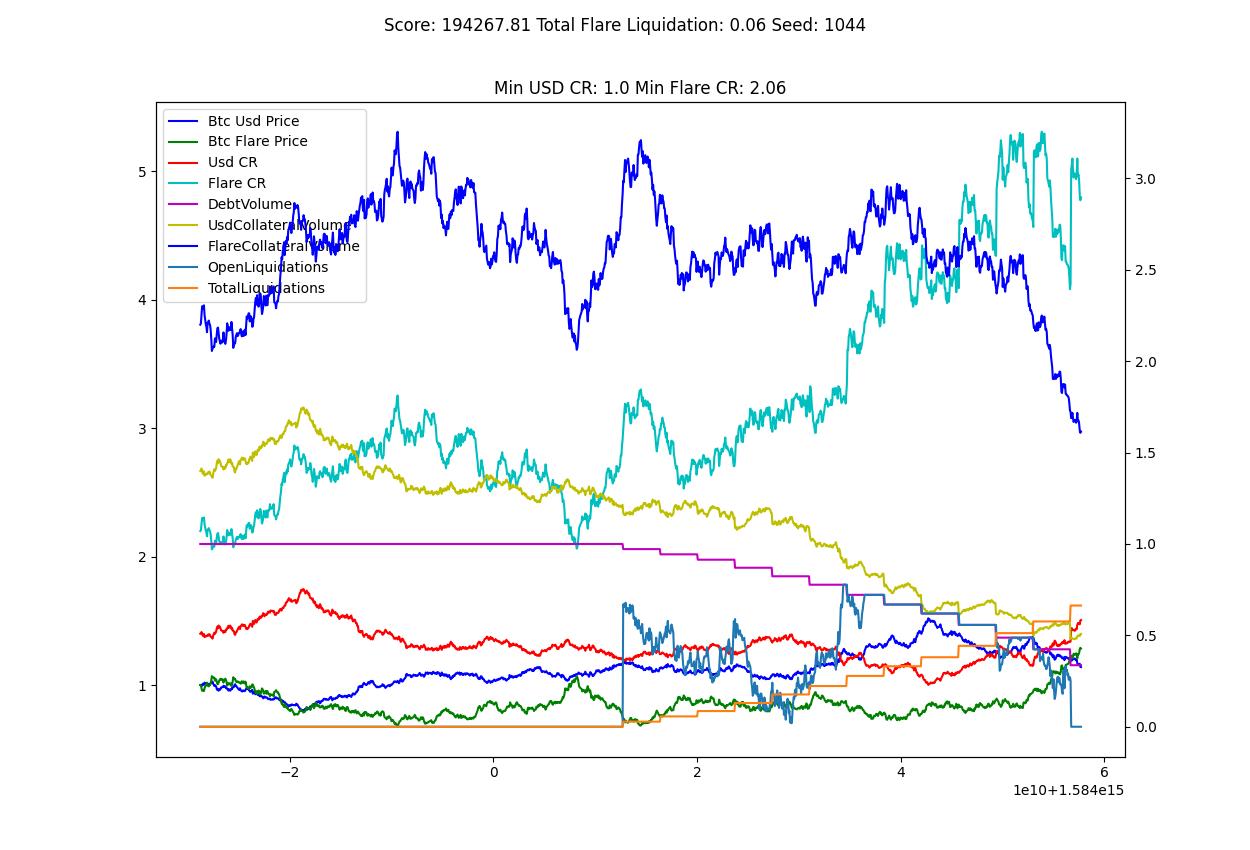 Score: 194267.81 Total Flare Liquidation: 0.06 Seed: 1044
Min USD CR: 1.0 Min Flare CR: 2.06
Btc Usd Price
Btc Flare Price
Usd CR
Flare CR
DebtVolume
UsdCollateralVolume
FlareCollateralVolume
OpenLiquidations
TotalLiquidations
5
4
3
2
1
3.0
2.5
2.0
1.5
1.0
0.5
0.0
−2
0
2
4
6
1e10+1.584e15